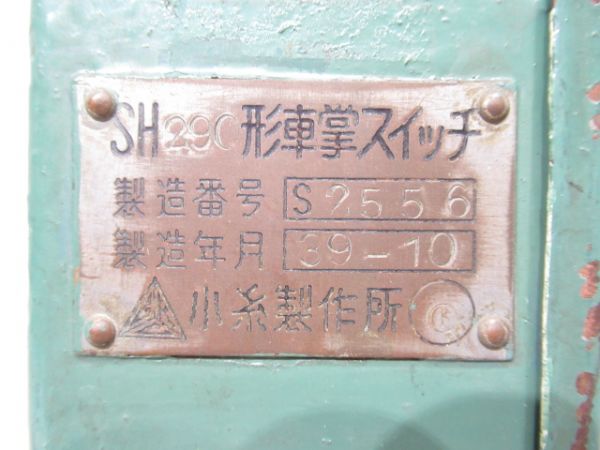 SH29C形車掌スイッチ
製造番号 S2556
製造年月 39-10
小糸製作所